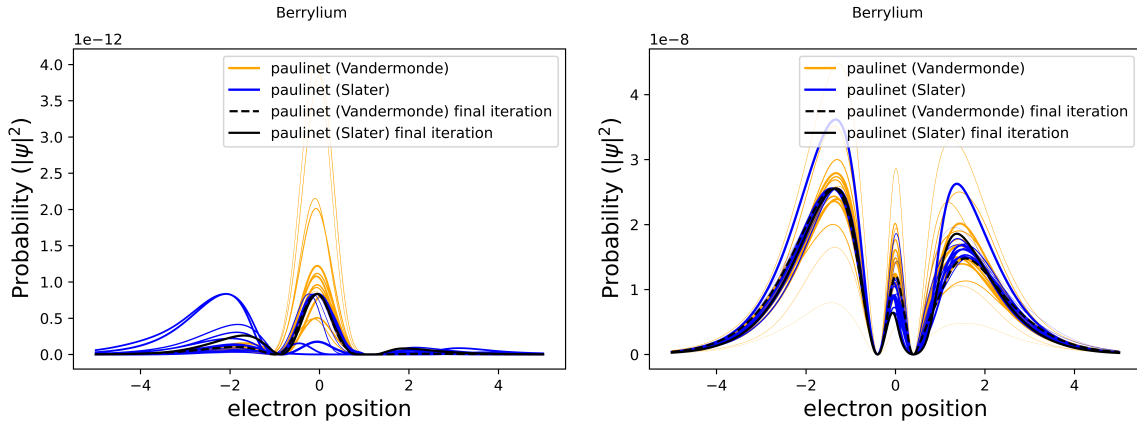 Berrylium
1e−12
paulinet (Vandermonde)
paulinet (Slater)
paulinet (Vandermonde) final iteration
paulinet (Slater) final iteration
4.0
3.5
3.0
2.5
2.0
1.5
1.0
0.5
0.0
−4
−2
0
2
4
Probability (|ψ|²)
electron position
Berrylium
1e−8
paulinet (Vandermonde)
paulinet (Slater)
paulinet (Vandermonde) final iteration
paulinet (Slater) final iteration
4
3
2
1
0
−4
−2
0
2
4
Probability (|ψ|²)
electron position